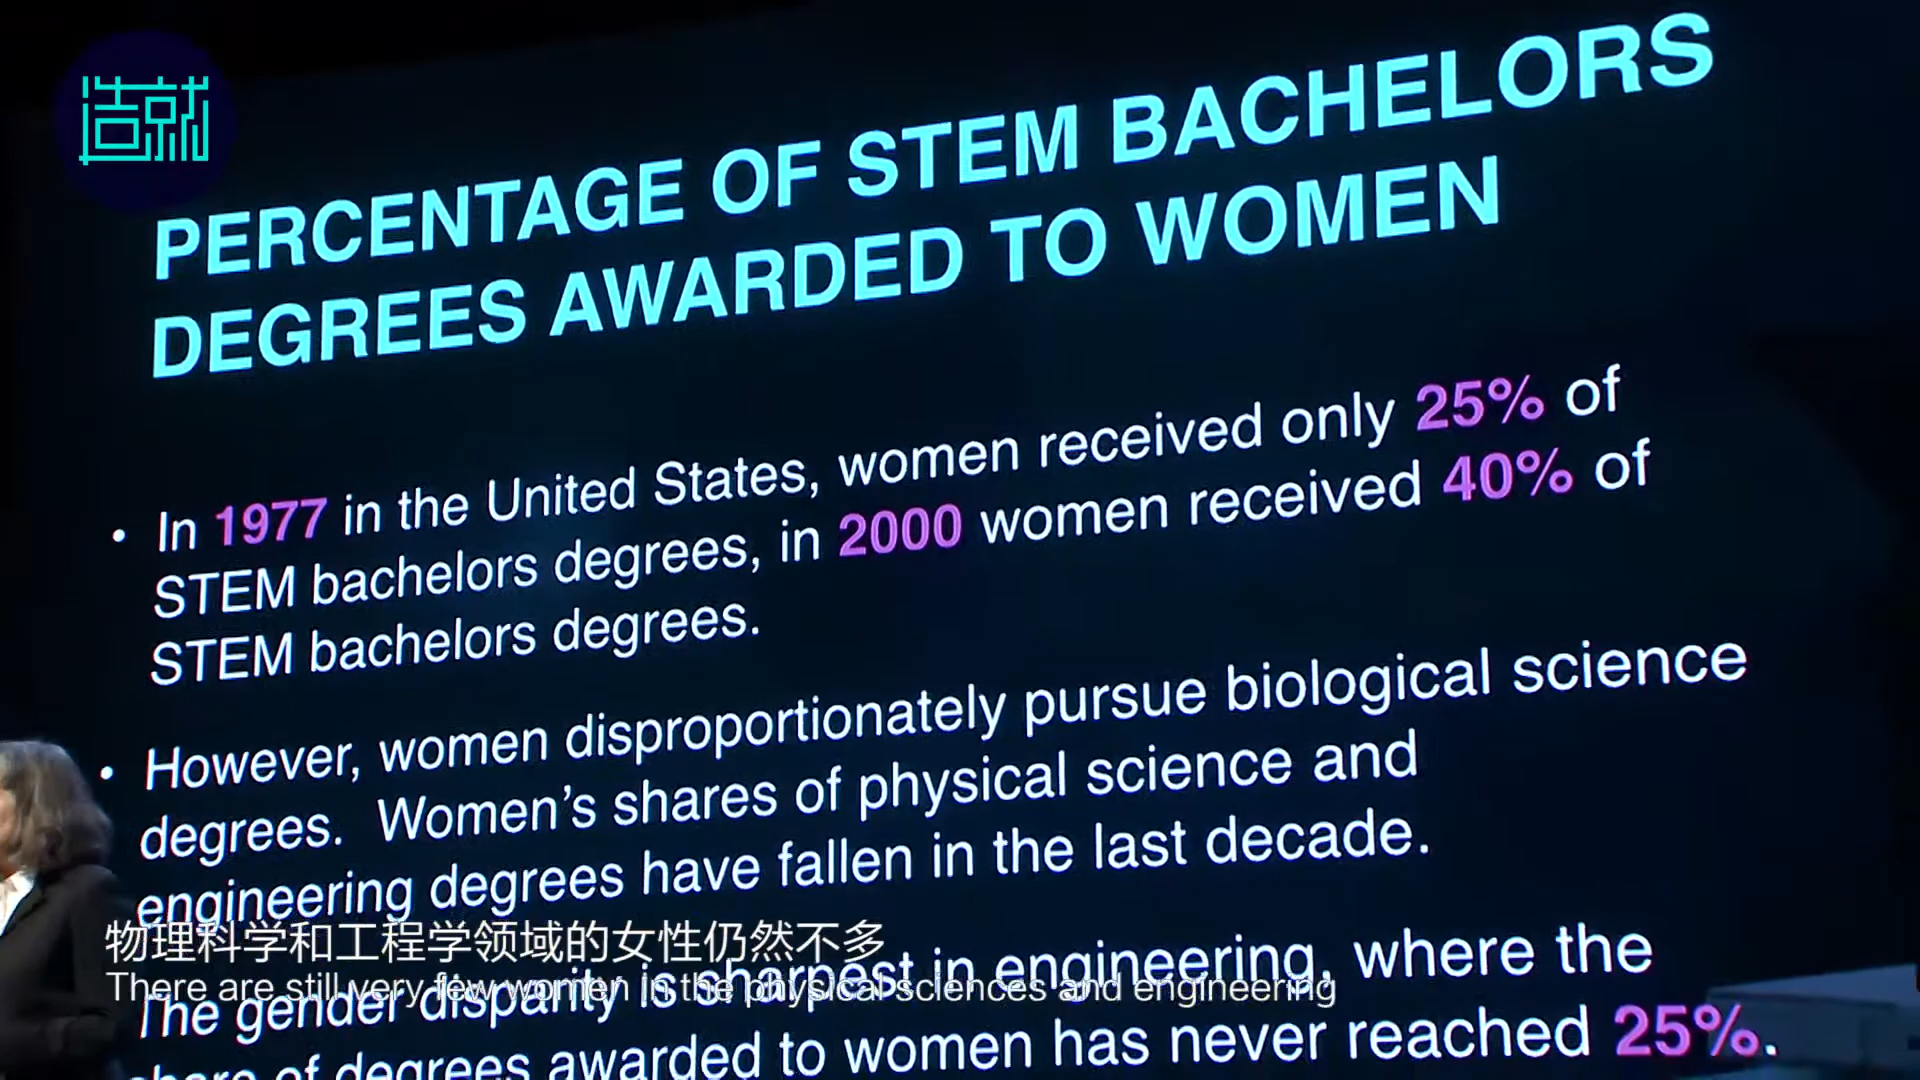 造就
PERCENTAGE OF STEM BACHELORS
DEGREES AWARDED TO WOMEN
• In 1977 in the United States, women received only 25% of
STEM bachelors degrees, in 2000 women received 40% of
STEM bachelors degrees.
• However, women disproportionately pursue biological science
degrees. Women's shares of physical science and
engineering degrees have fallen in the last decade.
物理科学和工程学领域的女性仍然不多
There are still very few women in the physical sciences and engineering
The gender disparity is sharpest in engineering, where the
share of degrees awarded to women has never reached 25%.